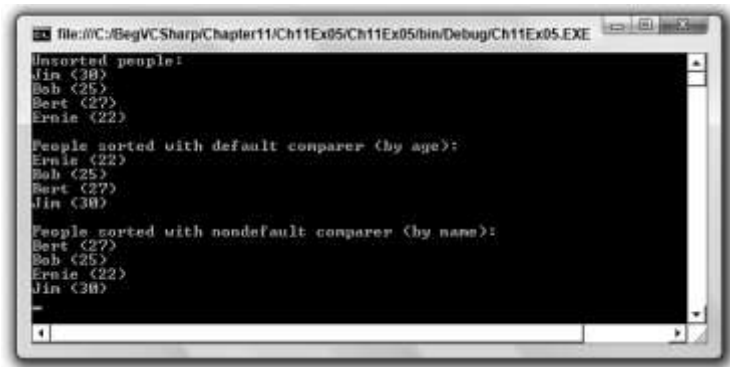 file:///C:/BegVCSharp/Chapter11/Ch11Ex05/Ch11Ex05/bin/Debug/Ch11Ex05.EXE
Unsorted people:
Jim (30)
Bob (25)
Bert (27)
Ernie (22)
People sorted with default comparer (by age):
Ernie (22)
Bob (25)
Bert (27)
Jim (30)
People sorted with nondefault comparer (by name):
Bert (27)
Bob (25)
Ernie (22)
Jim (30)